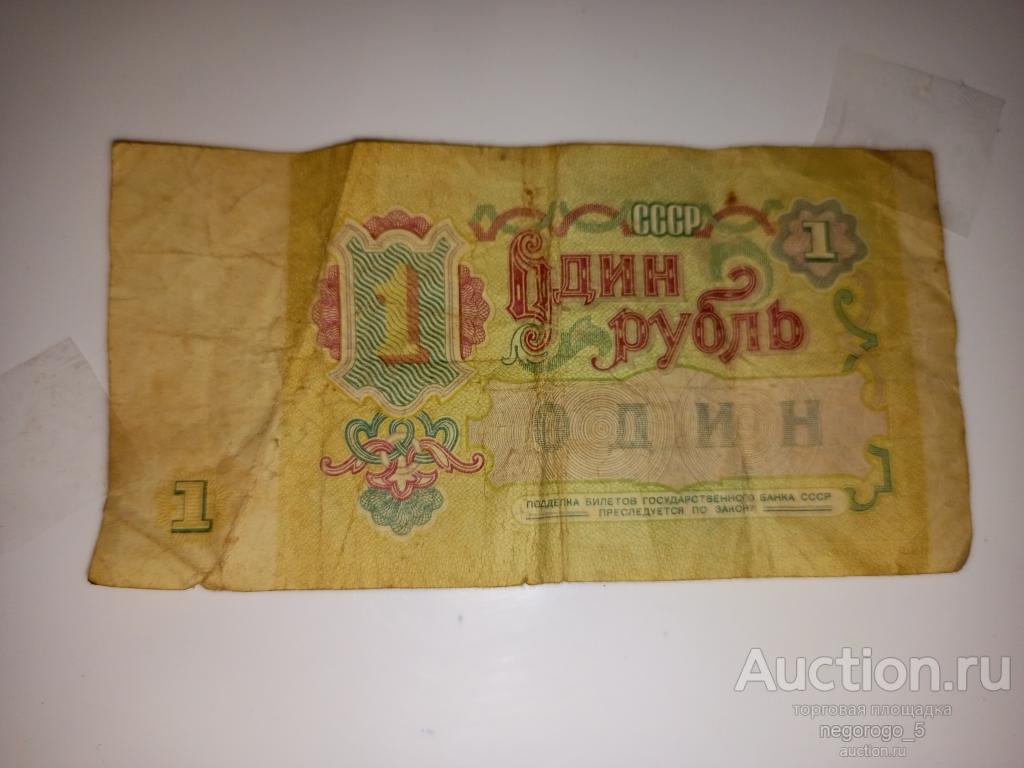 СССР
1
Один
рубль
1
ОДИН
ПОДДЕЛКА БИЛЕТОВ ГОСУДАРСТВЕННОГО БАНКА СССР
ПРЕСЛЕДУЕТСЯ ПО ЗАКОНУ
1
Auction.ru
торговая площадка
negorogo_5
auction.ru